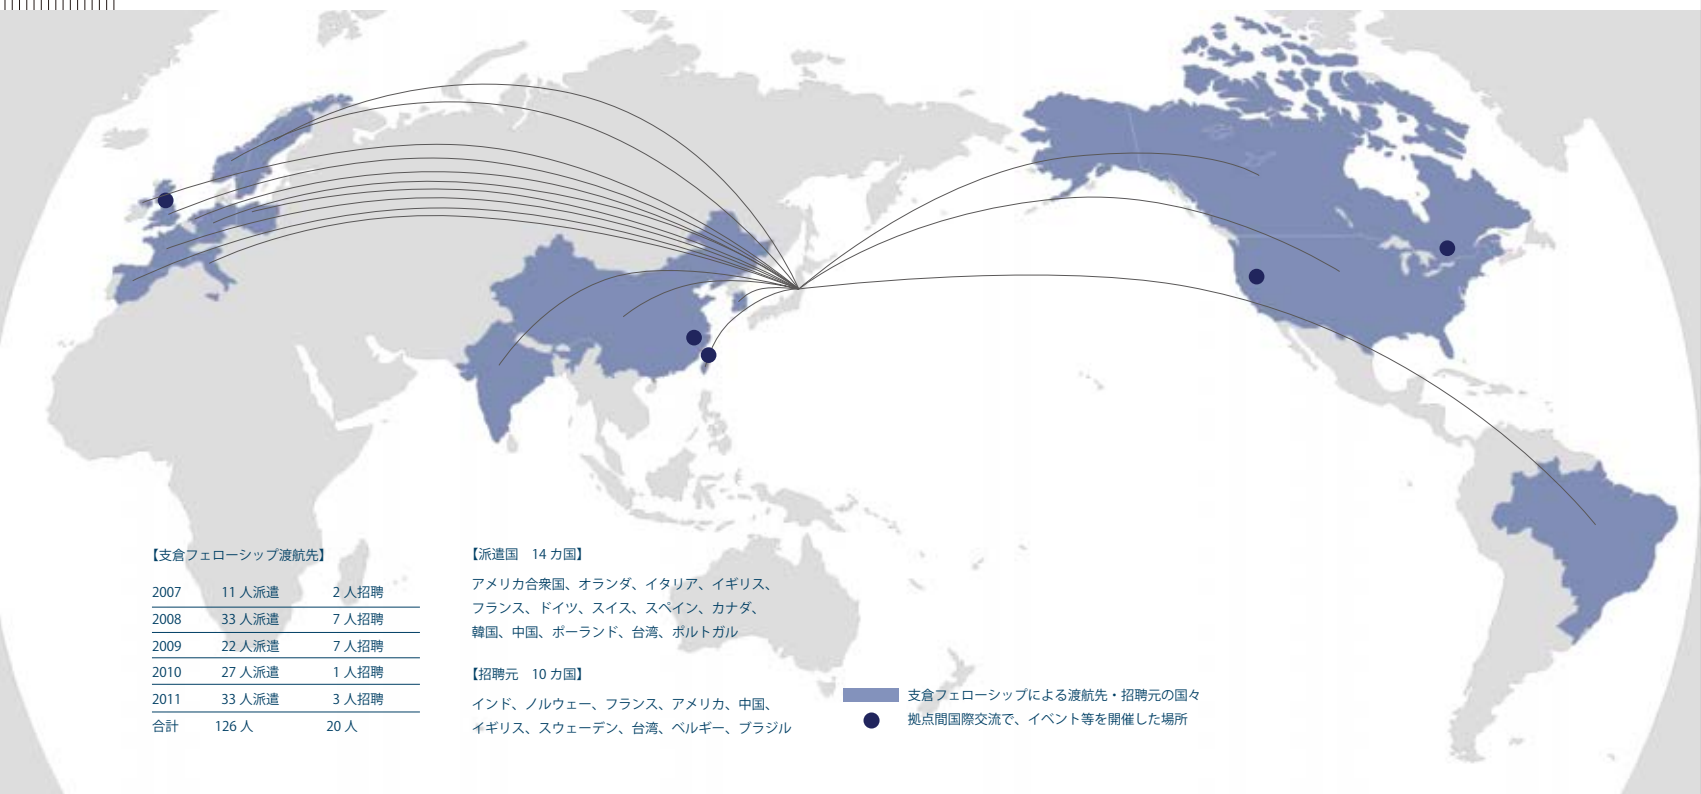 【支倉フェローシップ渡航先】
2007 11 人派遣 2 人招聘
2008 33 人派遣 7 人招聘
2009 22 人派遣 7 人招聘
2010 27 人派遣 1 人招聘
2011 33 人派遣 3 人招聘
合計 126 人 20 人
【派遣国　14 カ国】
アメリカ合衆国、オランダ、イタリア、イギリス、
フランス、ドイツ、スイス、スペイン、カナダ、
韓国、中国、ポーランド、台湾、ポルトガル
【招聘元　10 カ国】
インド、ノルウェー、フランス、アメリカ、中国、
イギリス、スウェーデン、台湾、ベルギー、ブラジル
支倉フェローシップによる渡航先・招聘元の国々
拠点間国際交流で、イベント等を開催した場所